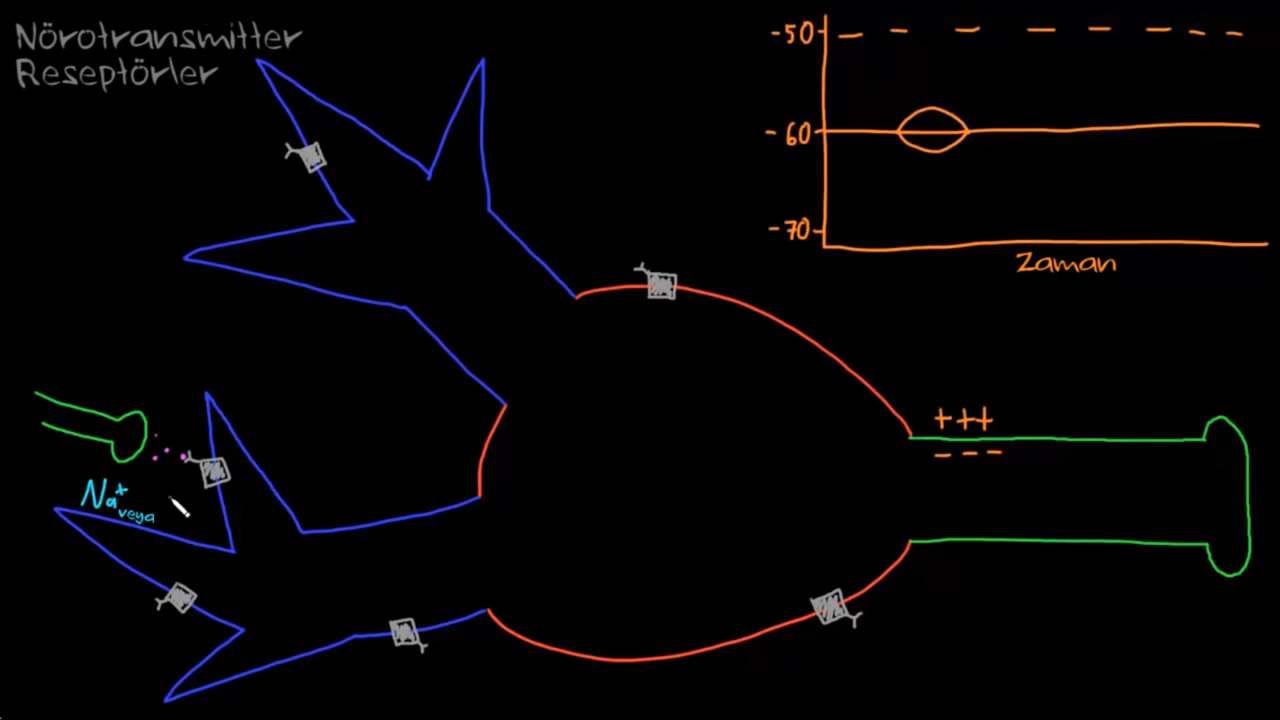 Nörotransmitter
Reseptörler
-50
-60
-70
Zaman
+++
---
Na+
veya